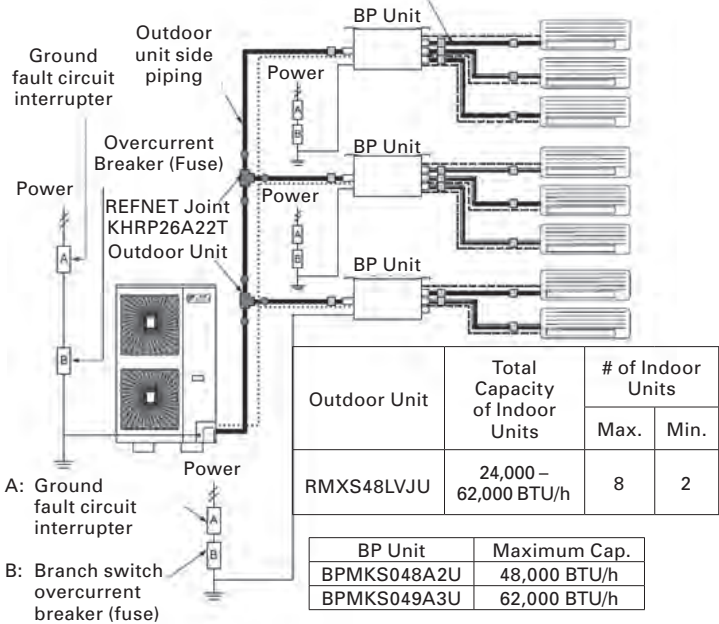 BP Unit
Outdoor
unit side
piping
Ground
fault circuit
interrupter
Power
Overcurrent
Breaker (Fuse)
BP Unit
Power
Power
REFNET Joint
KHRP26A22T
Outdoor Unit
BP Unit
A
B
A
B
A
B
Outdoor Unit
Total
Capacity
of Indoor
Units
# of Indoor
Units
Max.
Min.
RMXS48LVJU
24,000 –
62,000 BTU/h
8
2
Power
A
B
A: Ground
fault circuit
interrupter
B: Branch switch
overcurrent
breaker (fuse)
BP Unit
Maximum Cap.
BPMKS048A2U
48,000 BTU/h
BPMKS049A3U
62,000 BTU/h